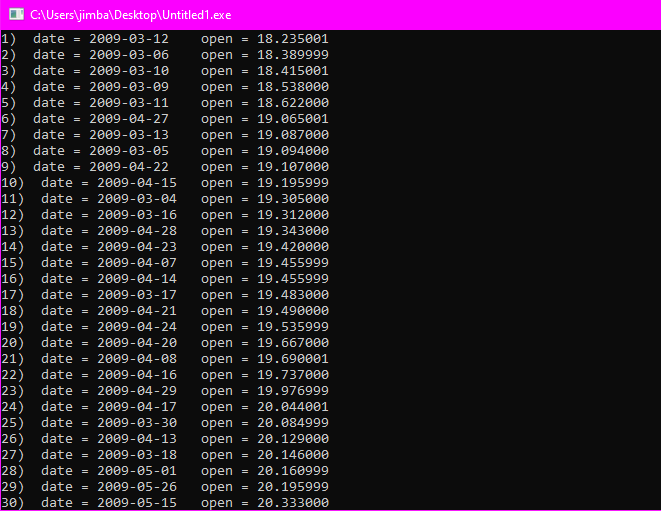 C:\Users\jimba\Desktop\Untitled1.exe
1)  date = 2009-03-12    open = 18.235001
2)  date = 2009-03-06    open = 18.389999
3)  date = 2009-03-10    open = 18.415001
4)  date = 2009-03-09    open = 18.538000
5)  date = 2009-03-11    open = 18.622000
6)  date = 2009-04-27    open = 19.065001
7)  date = 2009-03-13    open = 19.087000
8)  date = 2009-03-05    open = 19.094000
9)  date = 2009-04-22    open = 19.107000
10)  date = 2009-04-15   open = 19.195999
11)  date = 2009-03-04   open = 19.305000
12)  date = 2009-03-16   open = 19.312000
13)  date = 2009-04-28   open = 19.343000
14)  date = 2009-04-23   open = 19.420000
15)  date = 2009-04-07   open = 19.455999
16)  date = 2009-04-14   open = 19.455999
17)  date = 2009-03-17   open = 19.483000
18)  date = 2009-04-21   open = 19.490000
19)  date = 2009-04-24   open = 19.535999
20)  date = 2009-04-20   open = 19.667000
21)  date = 2009-04-08   open = 19.690001
22)  date = 2009-04-16   open = 19.737000
23)  date = 2009-04-29   open = 19.976999
24)  date = 2009-04-17   open = 20.044001
25)  date = 2009-03-30   open = 20.084999
26)  date = 2009-04-13   open = 20.129000
27)  date = 2009-03-18   open = 20.146000
28)  date = 2009-05-01   open = 20.160999
29)  date = 2009-05-26   open = 20.195999
30)  date = 2009-05-15   open = 20.333000